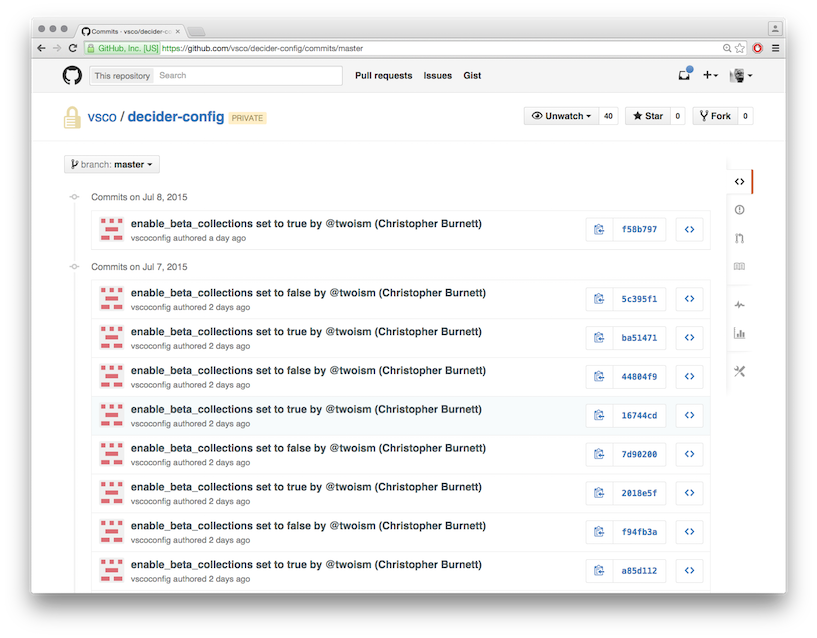 Commits · vsco/decider-co
GitHub, Inc. [US] https://github.com/vsco/decider-config/commits/master
This repository Search Pull requests Issues Gist
vsco / decider-config PRIVATE Unwatch 40 Star 0 Fork 0
branch: master
Commits on Jul 8, 2015
enable_beta_collections set to true by @twoism (Christopher Burnett) f58b797
vscoconfig authored a day ago
Commits on Jul 7, 2015
enable_beta_collections set to false by @twoism (Christopher Burnett) 5c395f1
vscoconfig authored 2 days ago
enable_beta_collections set to true by @twoism (Christopher Burnett) ba51471
vscoconfig authored 2 days ago
enable_beta_collections set to false by @twoism (Christopher Burnett) 44804f9
vscoconfig authored 2 days ago
enable_beta_collections set to true by @twoism (Christopher Burnett) 16744cd
vscoconfig authored 2 days ago
enable_beta_collections set to false by @twoism (Christopher Burnett) 7d90200
vscoconfig authored 2 days ago
enable_beta_collections set to true by @twoism (Christopher Burnett) 2018e5f
vscoconfig authored 2 days ago
enable_beta_collections set to false by @twoism (Christopher Burnett) f94fb3a
vscoconfig authored 2 days ago
enable_beta_collections set to true by @twoism (Christopher Burnett) a85d112
vscoconfig authored 2 days ago